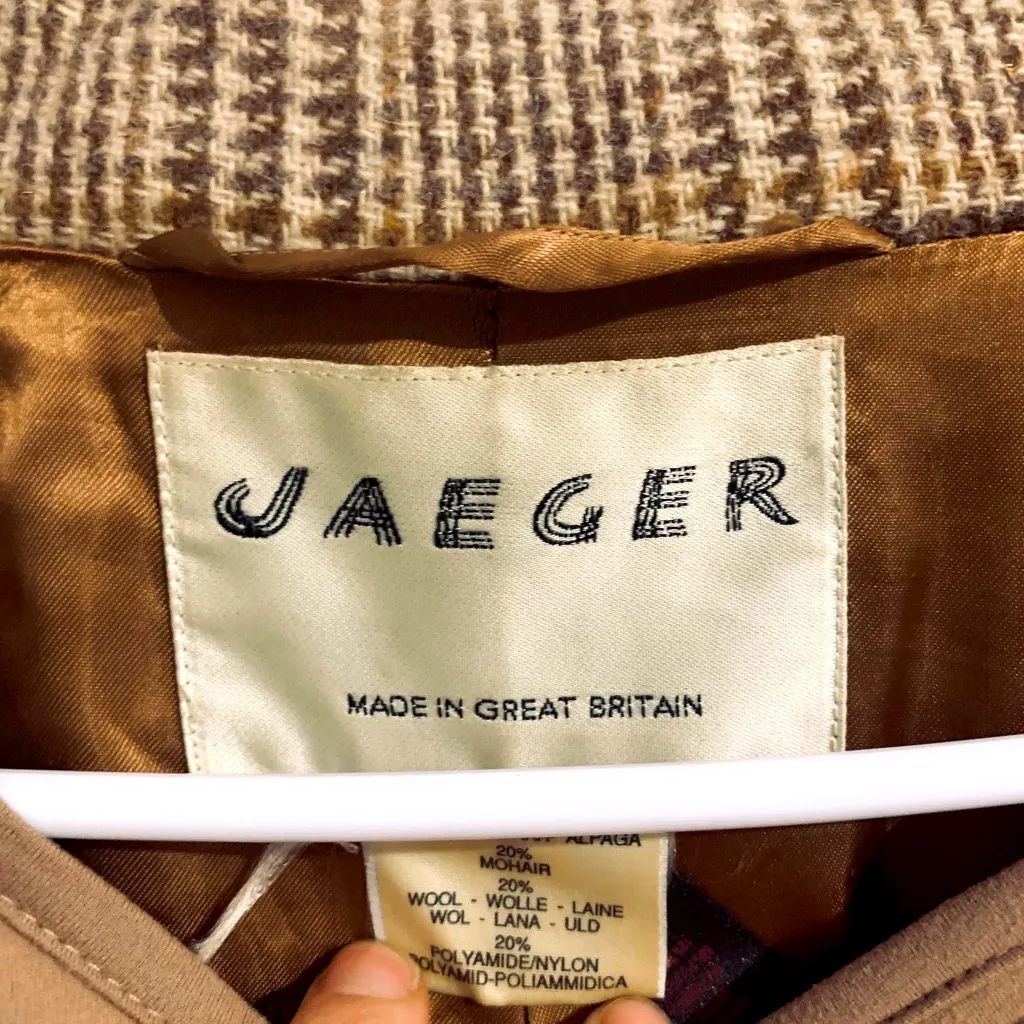 JAEGER
MADE IN GREAT BRITAIN
ALPAGA
20%
MOHAIR
20%
WOOL - WOLLE - LAINE
WOL - LANA - ULD
20%
POLYAMIDE/NYLON
POLYAMID-POLIAMMIDICA